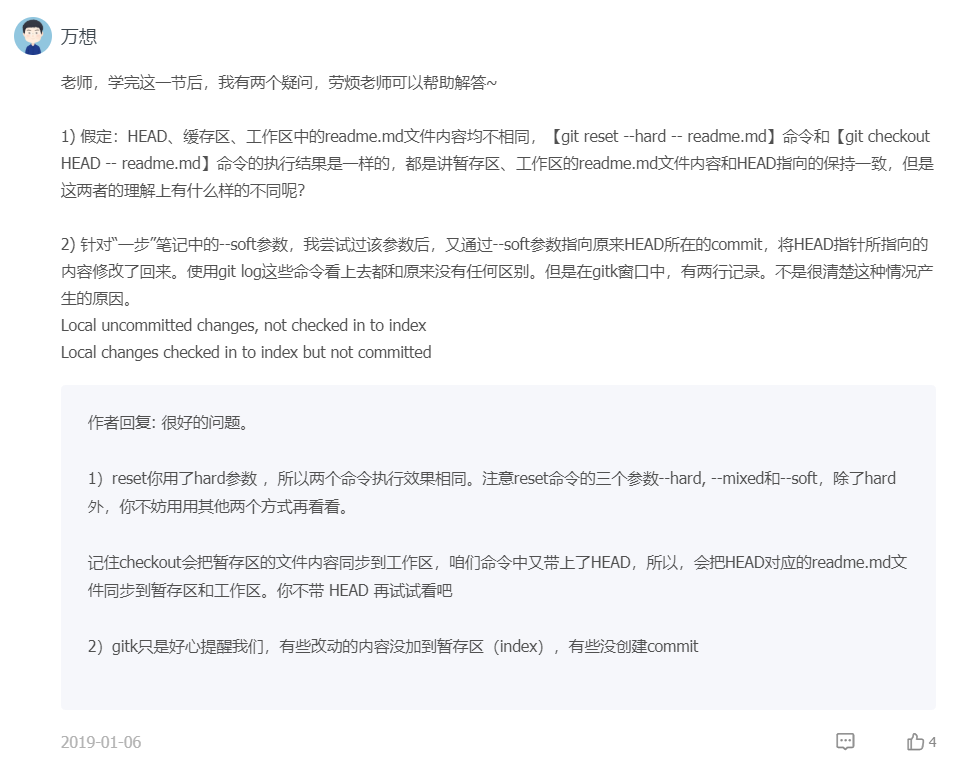 万想
老师，学完这一节后，我有两个疑问，劳烦老师可以帮助解答~
1) 假定：HEAD、缓存区、工作区中的readme.md文件内容均不相同，【git reset --hard -- readme.md】命令和【git checkout
HEAD -- readme.md】命令的执行结果是一样的，都是讲暂存区、工作区的readme.md文件内容和HEAD指向的保持一致，但是
这两者的理解上有什么样的不同呢？
2) 针对“一步”笔记中的--soft参数，我尝试过该参数后，又通过--soft参数指向原来HEAD所在的commit，将HEAD指针所指向的
内容修改了回来。使用git log这些命令看上去都和原来没有任何区别。但是在gitk窗口中，有两行记录。不是很清楚这种情况产
生的原因。
Local uncommitted changes, not checked in to index
Local changes checked in to index but not committed
作者回复: 很好的问题。
1）reset你用了hard参数 ，所以两个命令执行效果相同。注意reset命令的三个参数--hard, --mixed和--soft，除了hard
外，你不妨用用其他两个方式再看看。
记住checkout会把暂存区的文件内容同步到工作区，咱们命令中又带上了HEAD，所以，会把HEAD对应的readme.md文
件同步到暂存区和工作区。你不带 HEAD 再试试看吧
2）gitk只是好心提醒我们，有些改动的内容没加到暂存区（index），有些没创建commit
2019-01-06
4